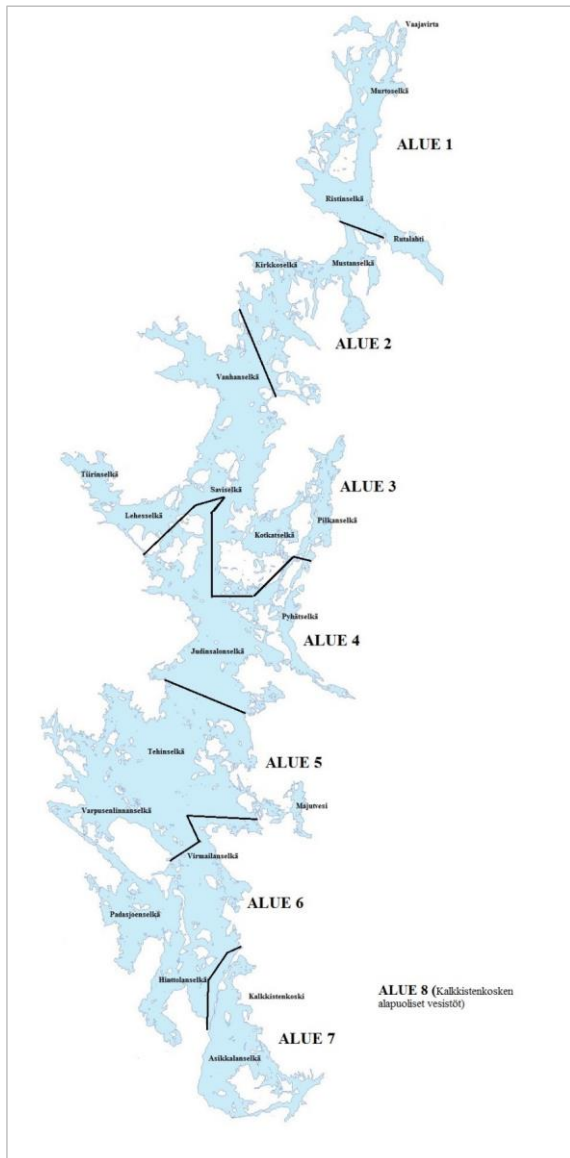 Vaajavirta
Murtoselkä
ALUE 1
Ristinselkä
Rutalahti
Kirkkoselkä
Mustanselkä
ALUE 2
Vanhanselkä
Tiirinselkä
Saviselkä
ALUE 3
Lehesselkä
Pilkanselkä
Kotkatselkä
Pyhätselkä
ALUE 4
Judinsalonselkä
Tehinselkä
ALUE 5
Majutvesi
Varpusenlinnanselkä
Virmailanselkä
ALUE 6
Padasjoenselkä
Hinttolanselkä
ALUE 8 (Kalkkistenkosken
alapuoliset vesistöt)
Kalkkistenkoski
ALUE 7
Asikkalanselkä